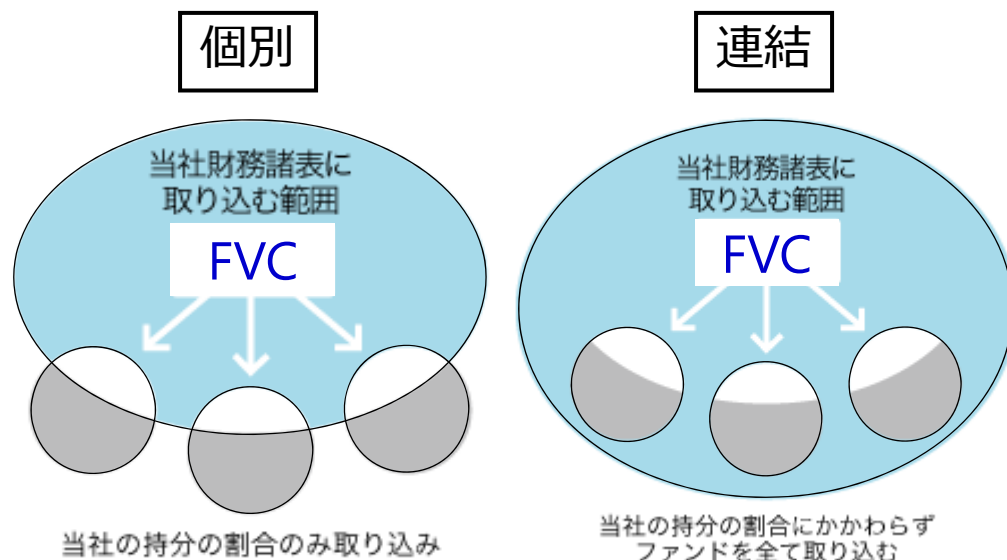 個別
当社財務諸表に
取り込む範囲
FVC
当社の持分の割合のみ取り込み
連結
当社財務諸表に
取り込む範囲
FVC
当社の持分の割合にかかわらず
ファンドを全て取り込む